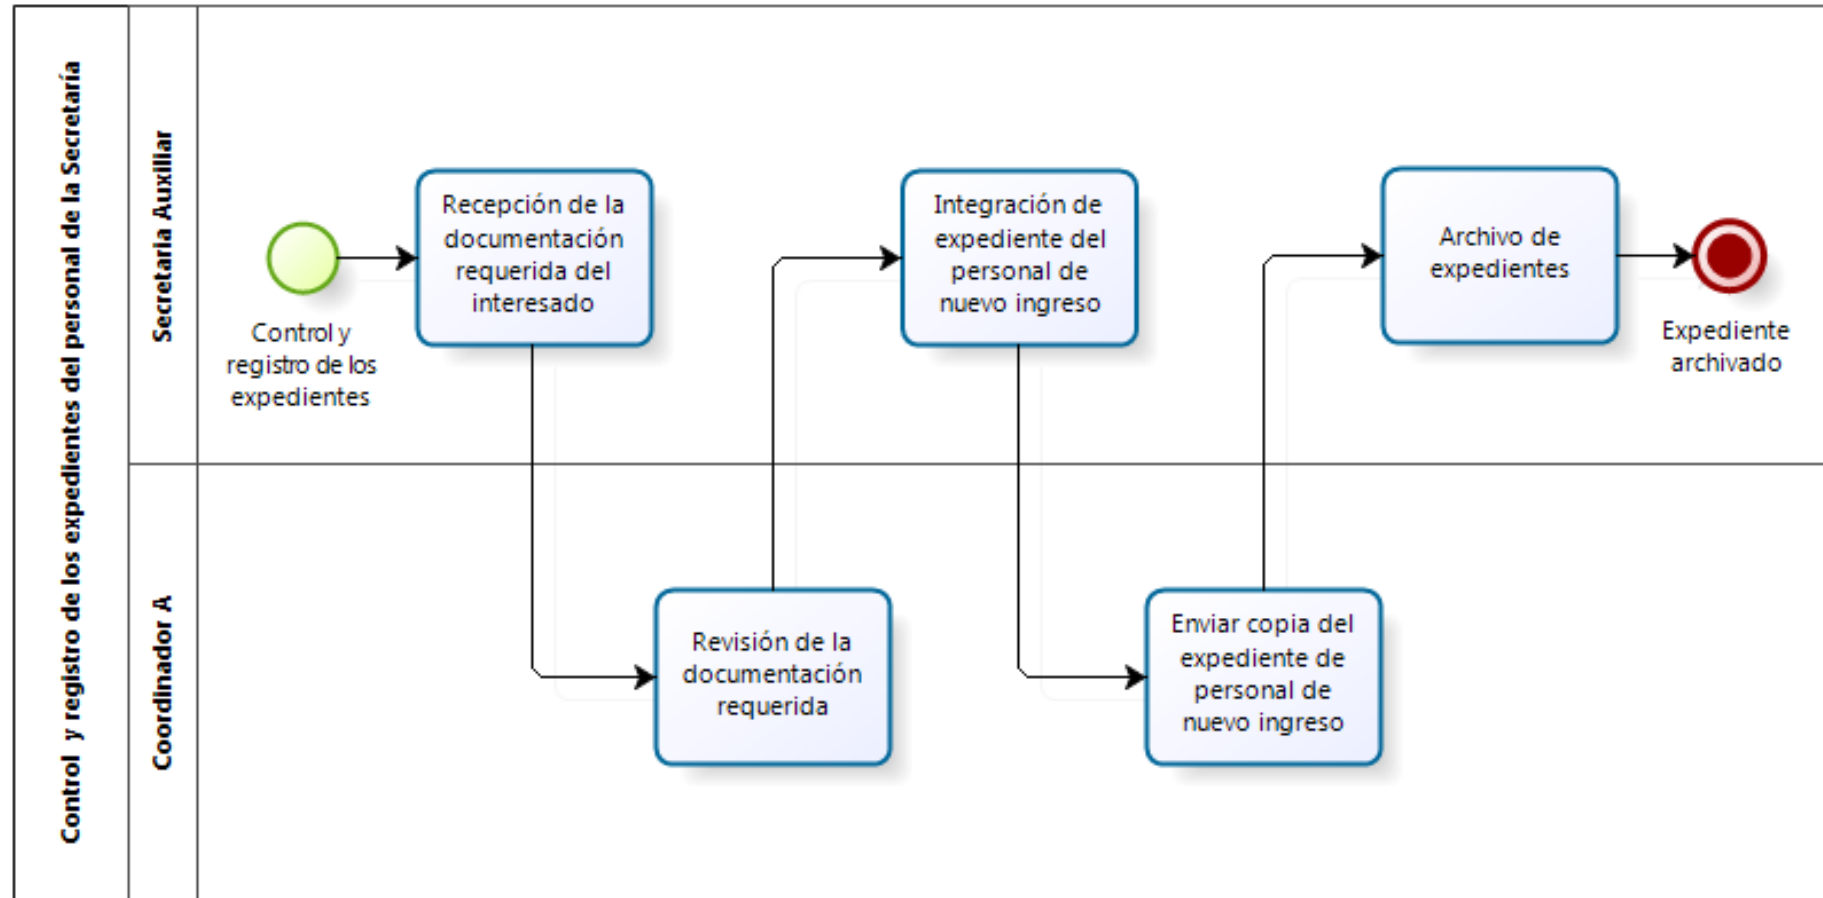 Control y registro de los expedientes del personal de la Secretaría
Secretaria Auxiliar
Control y
registro de los
expedientes
Recepción de la
documentación
requerida del
interesado
Integración de
expediente del
personal de
nuevo ingreso
Archivo de
expedientes
Expediente
archivado
Coordinador A
Revisión de la
documentación
requerida
Enviar copia del
expediente de
personal de
nuevo ingreso